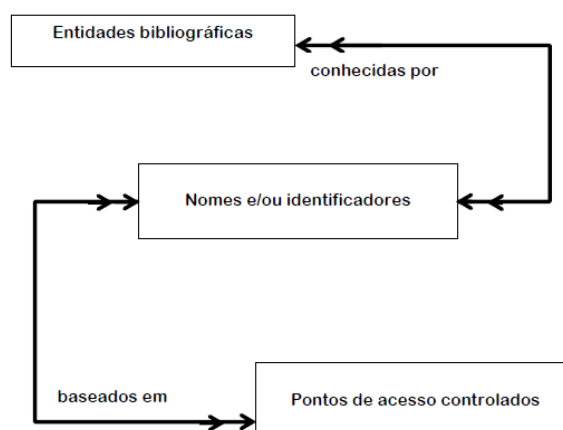 Entidades bibliográficas
conhecidas por
Nomes e/ou identificadores
baseados em
Pontos de acesso controlados